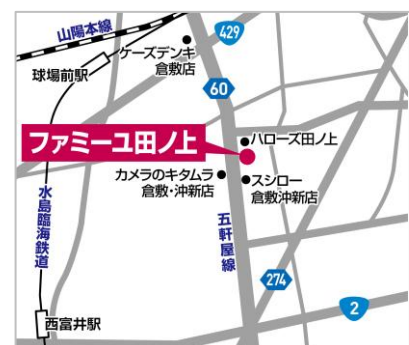 山陽本線
429
ケーズデンキ
倉敷店
球場前駅
60
ファミーユ田ノ上
ハローズ田ノ上
カメラのキタムラ
倉敷・沖新店
スシロー
倉敷沖新店
水島臨海鉄道
五軒屋線
274
2
西富井駅